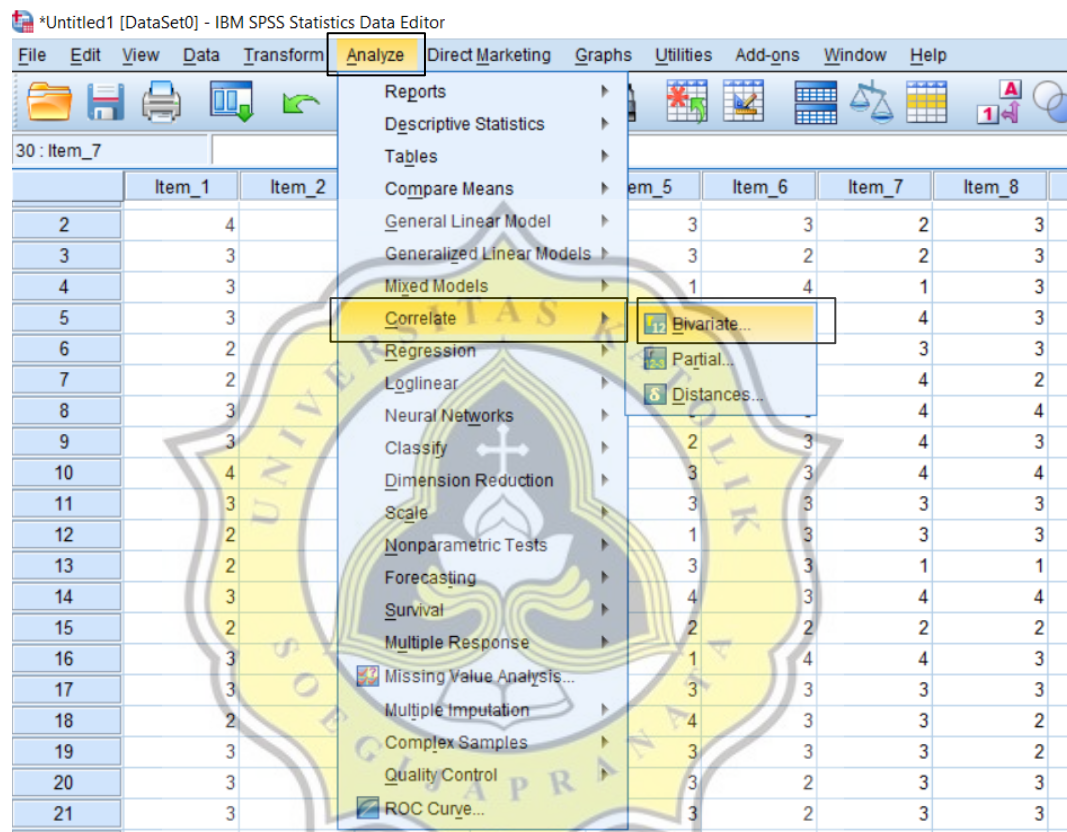 *Untitled1 [DataSet0] - IBM SPSS Statistics Data Editor
File Edit View Data Transform Analyze Direct Marketing Graphs Utilities Add-ons Window Help
30 : Item_7
Item_1 Item_2 em_5 Item_6 Item_7 Item_8
2 4 3 3 2 3
3 3 3 2 2 3
4 3 1 4 1 3
5 3 4 3
6 2 3 3
7 2 4 2
8 3 4 4
9 3 2 3 4 3
10 4 3 3 4 4
11 3 3 3 3 3
12 2 1 3 3 3
13 2 3 3 1 1
14 3 4 3 4 4
15 2 2 2 2 2
16 3 1 4 4 3
17 3 3 3 3 3
18 2 4 3 3 2
19 3 3 3 3 2
20 3 3 2 3 3
21 3 3 2 3 3
Reports
Descriptive Statistics
Tables
Compare Means
General Linear Model
Generalized Linear Models
Mixed Models
Correlate
Regression
Loglinear
Neural Networks
Classify
Dimension Reduction
Scale
Nonparametric Tests
Forecasting
Survival
Multiple Response
Missing Value Analysis...
Multiple Imputation
Complex Samples
Quality Control
ROC Curve...
Bivariate...
Partial...
Distances...
UNIVERSITAS KATOLIK
SOEGIJAPRANATA